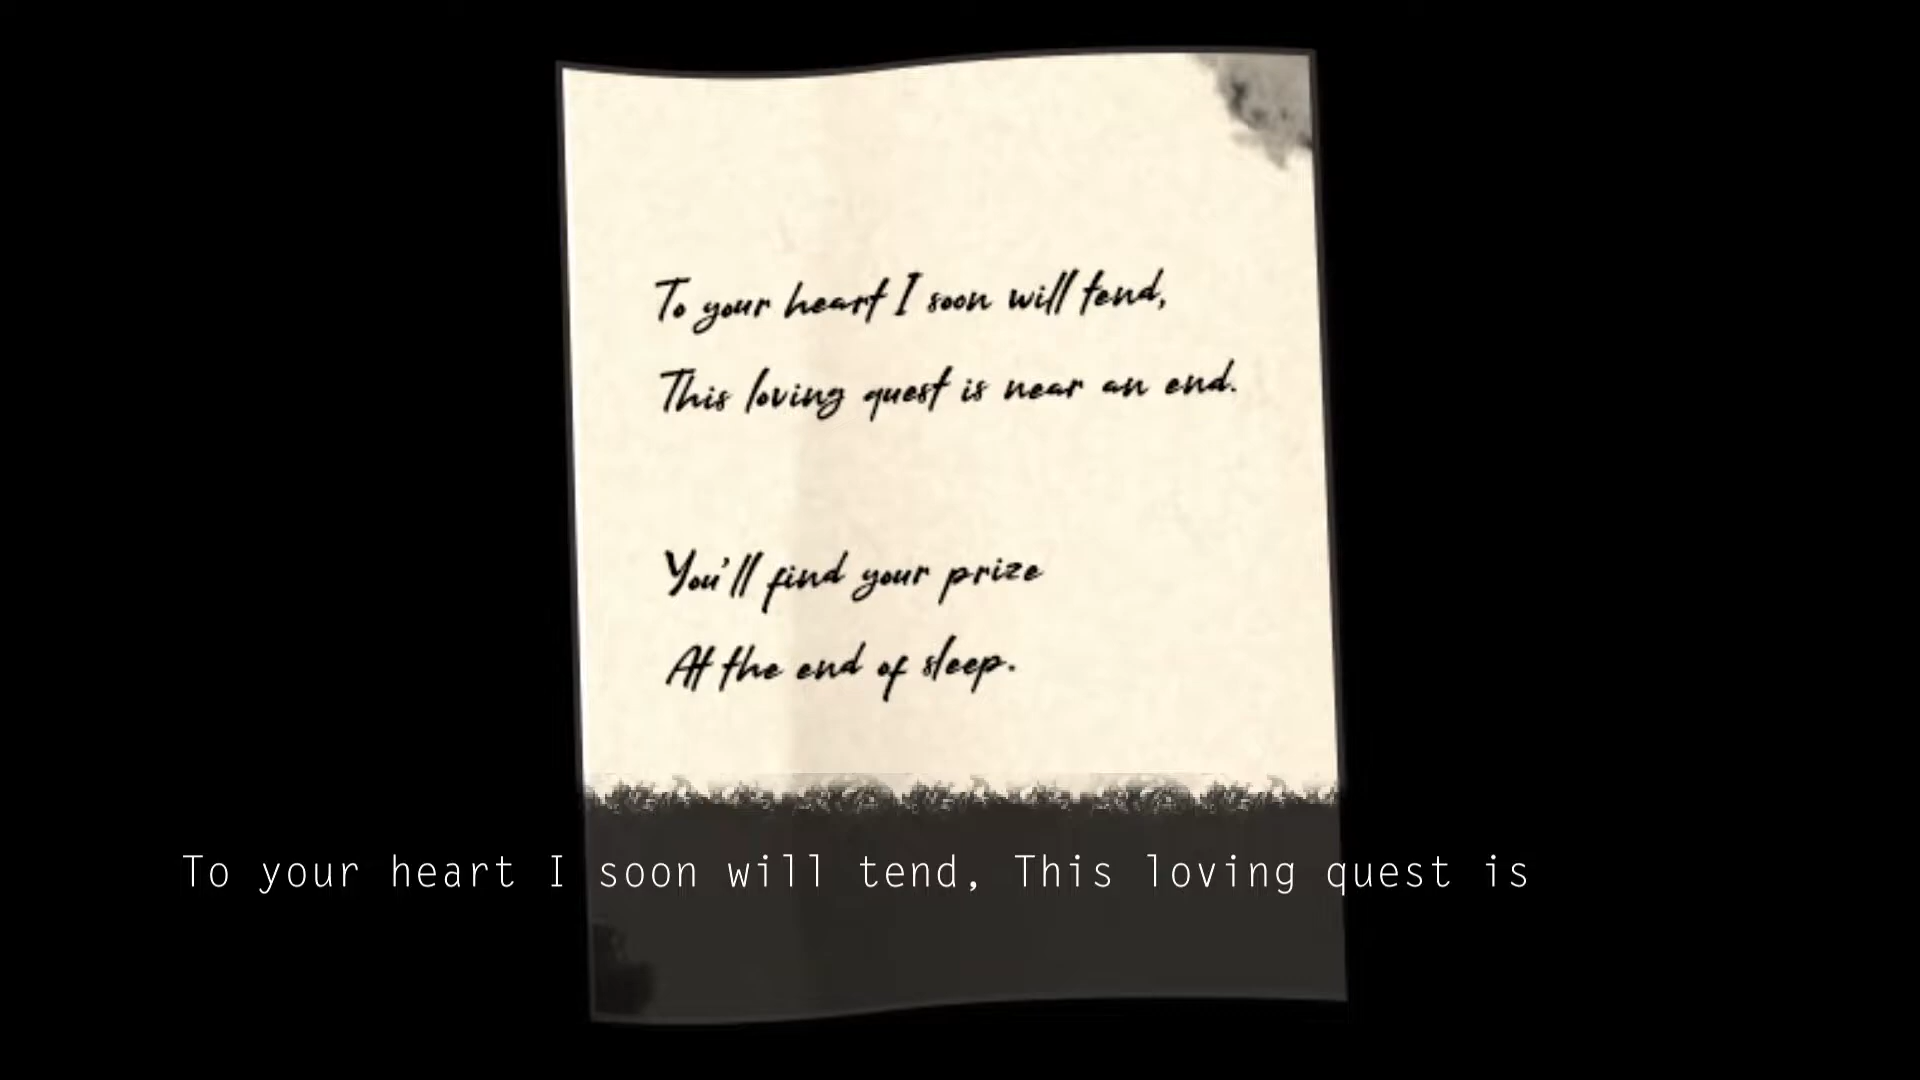 To your heart I soon will tend,
This loving quest is near an end.
You'll find your prize
At the end of sleep.
To your heart I soon will tend, This loving quest is